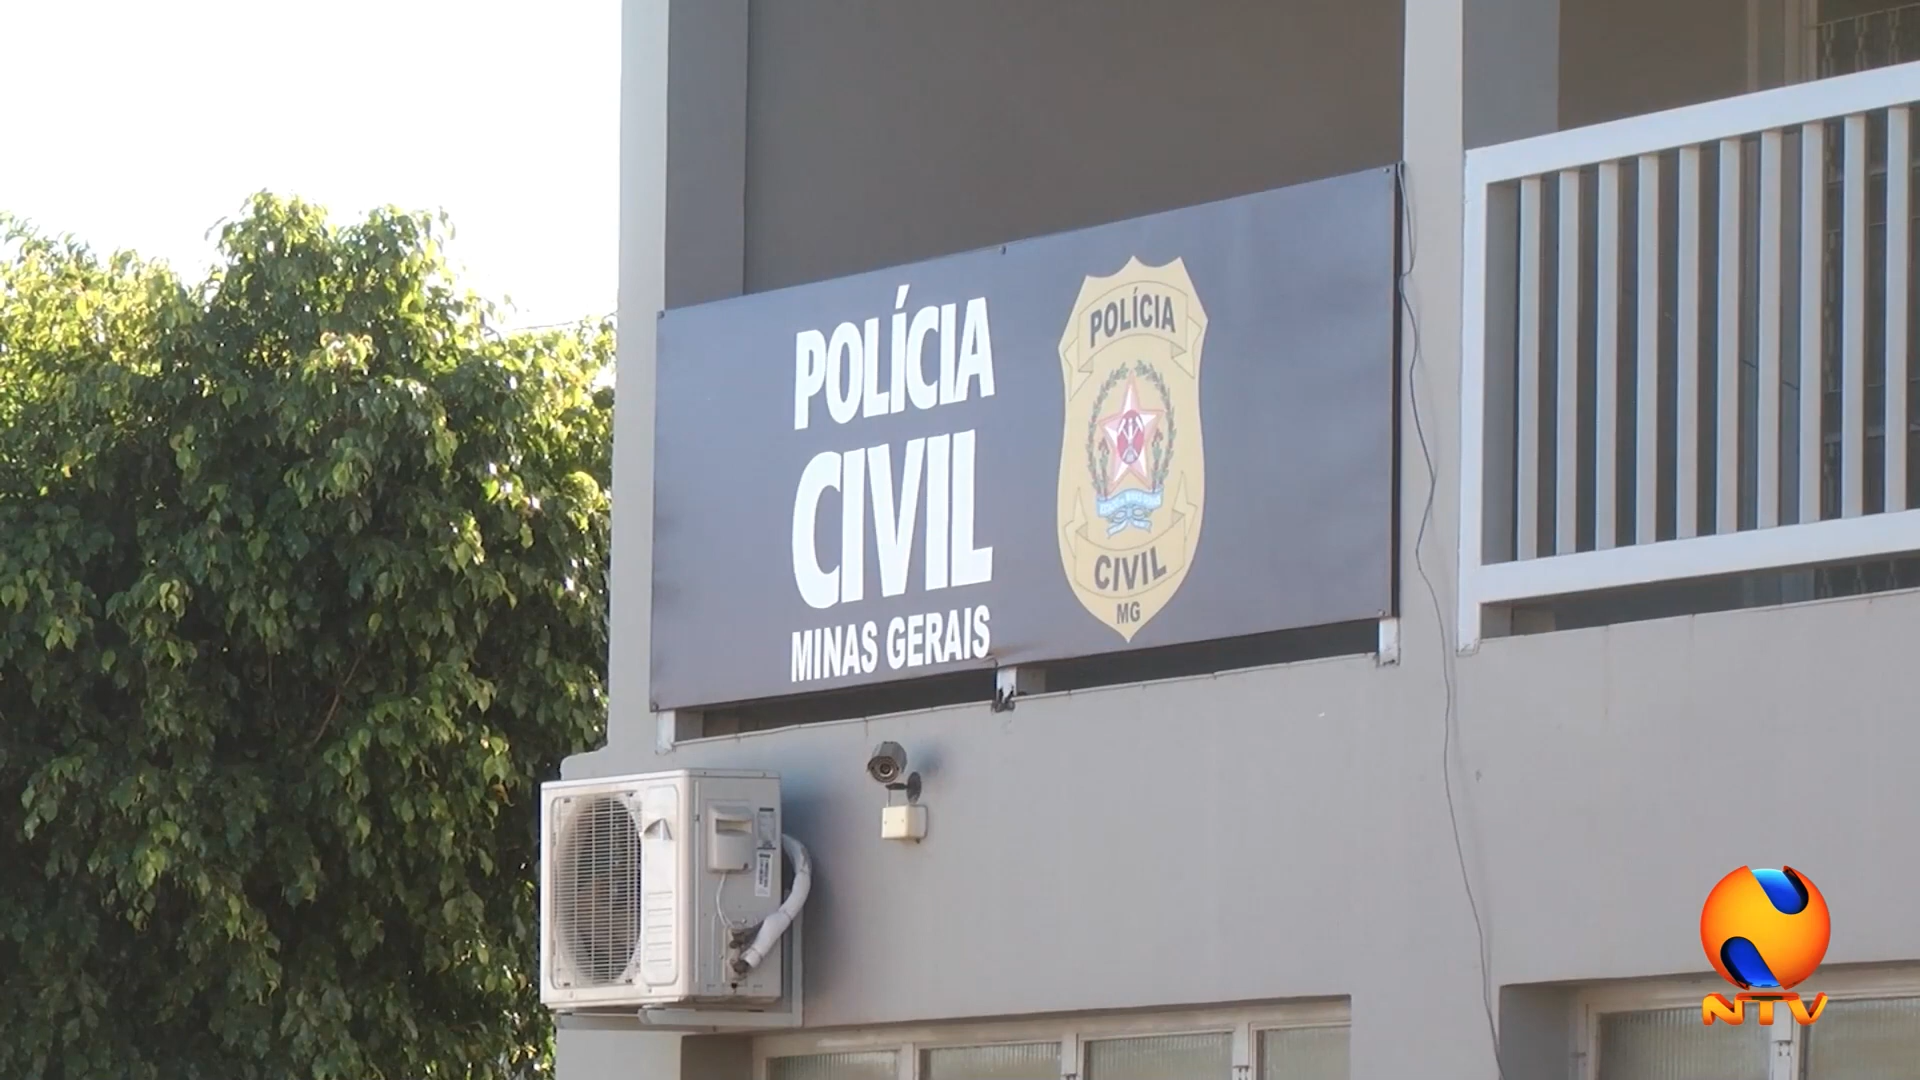 POLÍCIA
CIVIL
MINAS GERAIS
POLÍCIA
CIVIL
MG
NTV